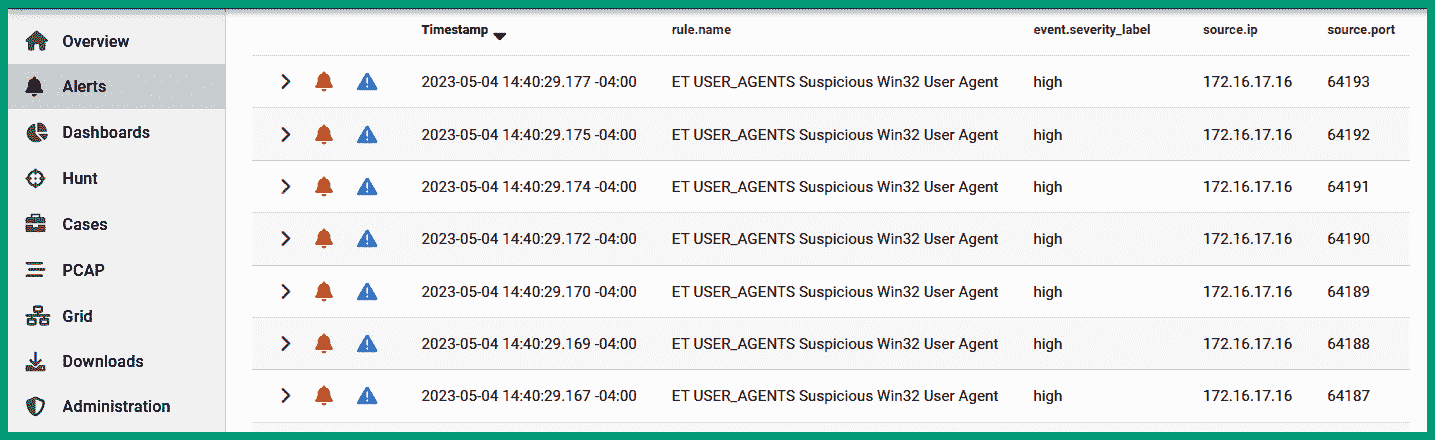 Timestamp rule.name event.severity_label source.ip source.port
Overview
Alerts
Dashboards
Hunt
Cases
PCAP
Grid
Downloads
Administration
2023-05-04 14:40:29.177 -04:00 ET USER_AGENTS Suspicious Win32 User Agent high 172.16.17.16 64193
2023-05-04 14:40:29.175 -04:00 ET USER_AGENTS Suspicious Win32 User Agent high 172.16.17.16 64192
2023-05-04 14:40:29.174 -04:00 ET USER_AGENTS Suspicious Win32 User Agent high 172.16.17.16 64191
2023-05-04 14:40:29.172 -04:00 ET USER_AGENTS Suspicious Win32 User Agent high 172.16.17.16 64190
2023-05-04 14:40:29.170 -04:00 ET USER_AGENTS Suspicious Win32 User Agent high 172.16.17.16 64189
2023-05-04 14:40:29.169 -04:00 ET USER_AGENTS Suspicious Win32 User Agent high 172.16.17.16 64188
2023-05-04 14:40:29.167 -04:00 ET USER_AGENTS Suspicious Win32 User Agent high 172.16.17.16 64187